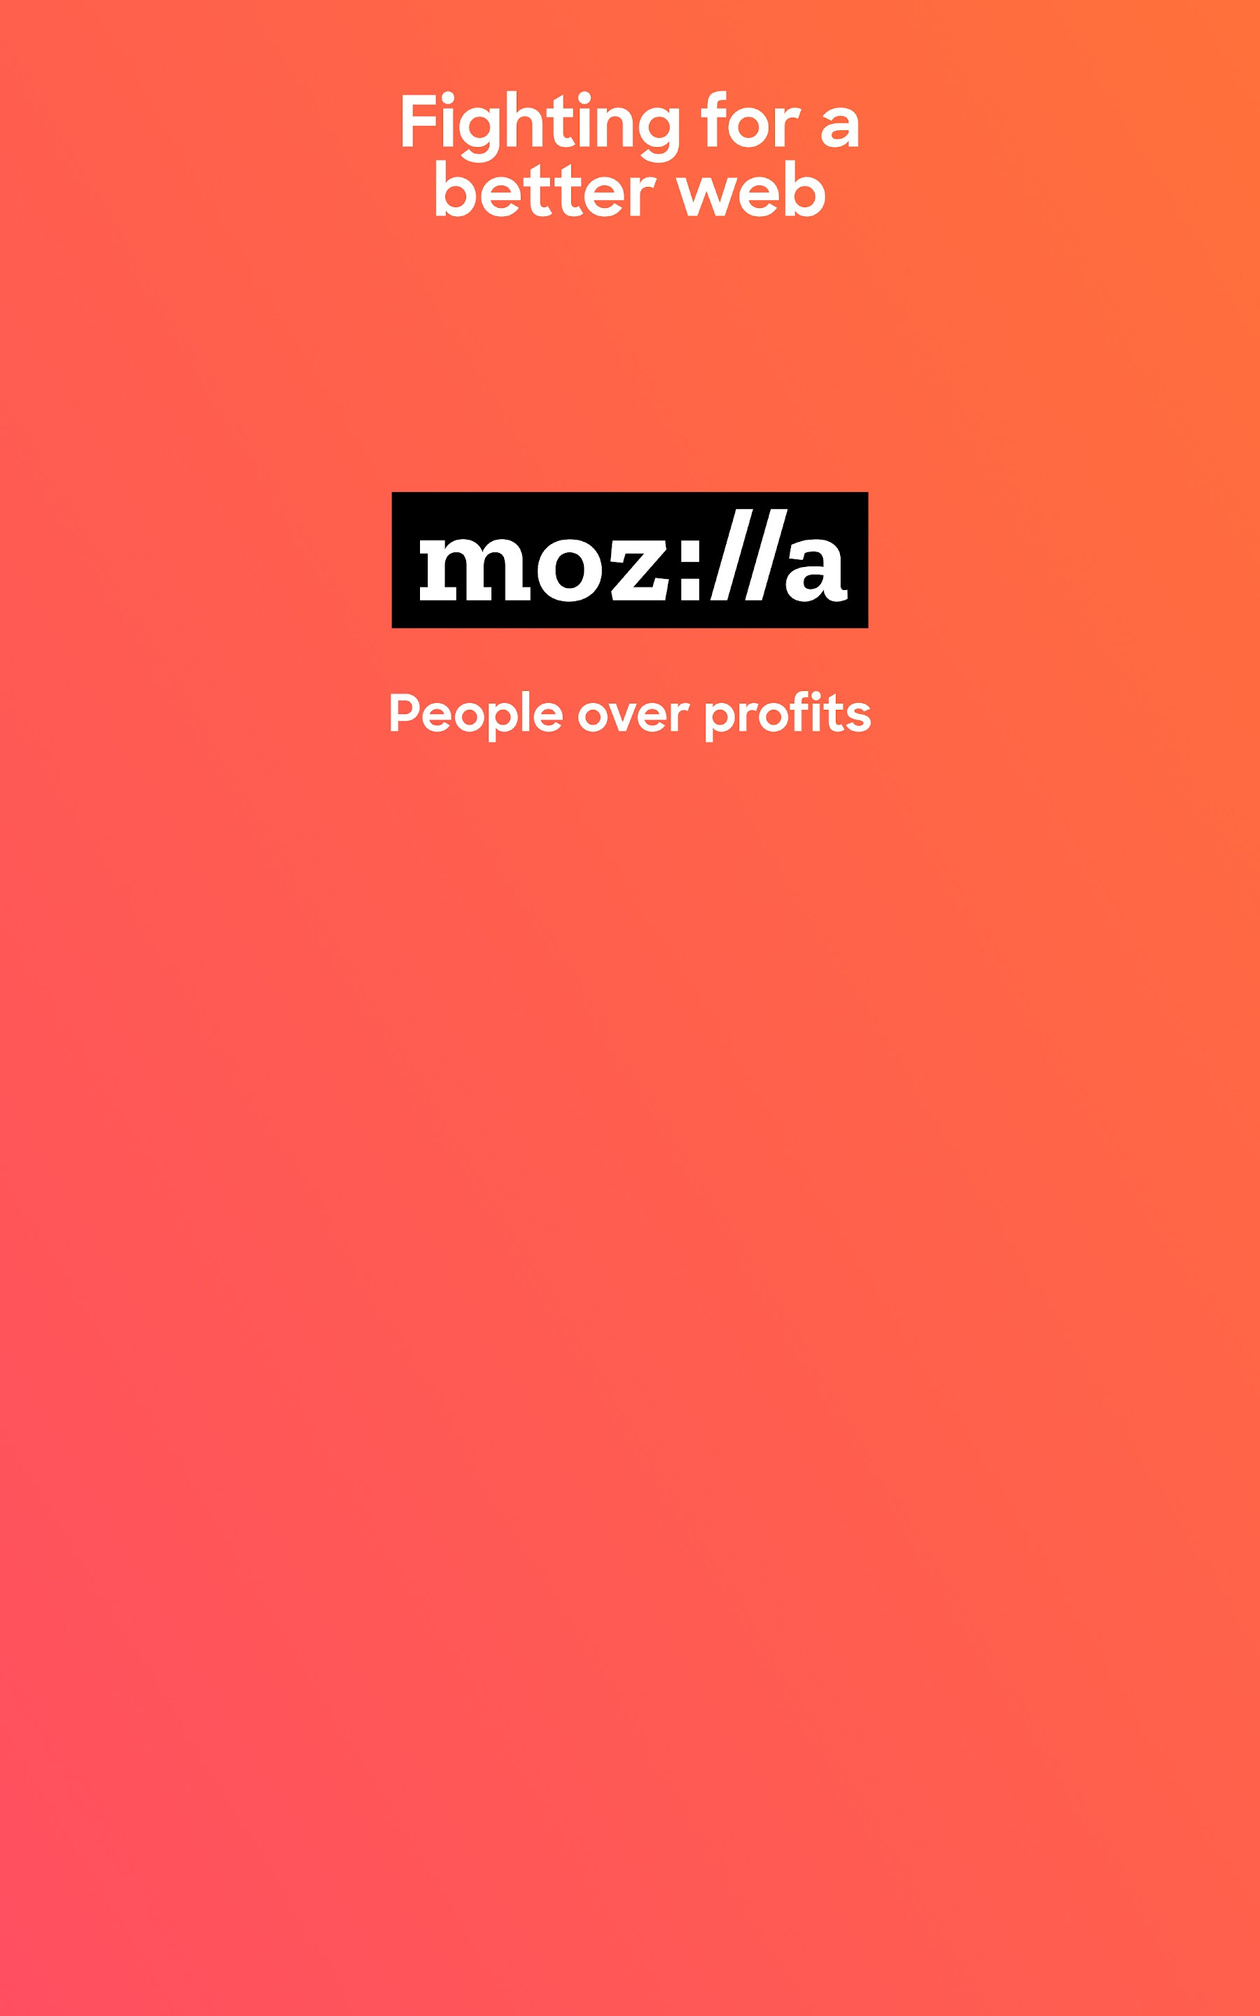 Fighting for a
better web
moz://a
People over profits